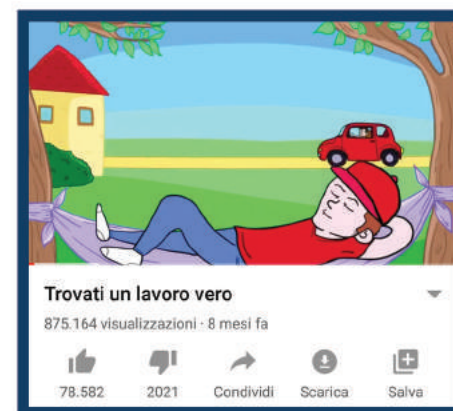 Trovati un lavoro vero
875.164 visualizzazioni · 8 mesi fa
78.582 2021 Condividi Scarica Salva